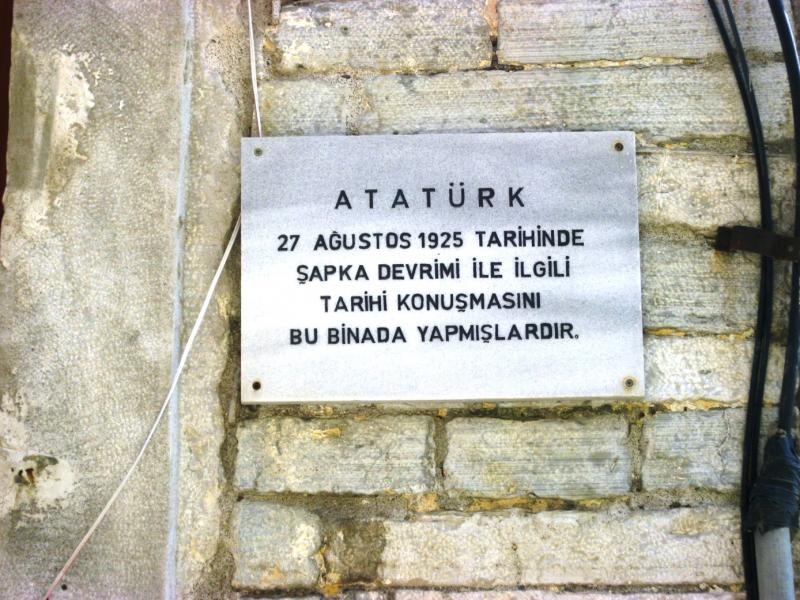 ATATÜRK
27 AĞUSTOS 1925 TARİHİNDE
ŞAPKA DEVRİMİ İLE İLGİLİ
TARİHİ KONUŞMASINI
BU BİNADA YAPMIŞLARDIR.